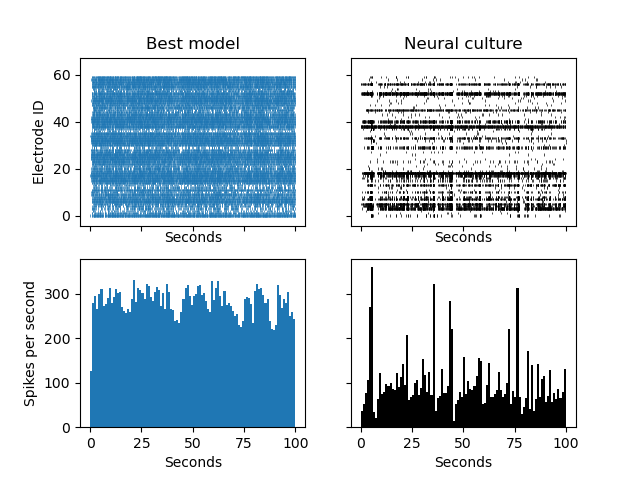 Best model
Neural culture
Electrode ID
60
40
20
0
Seconds
Seconds
Spikes per second
300
200
100
0
0
25
50
75
100
Seconds
0
25
50
75
100
Seconds